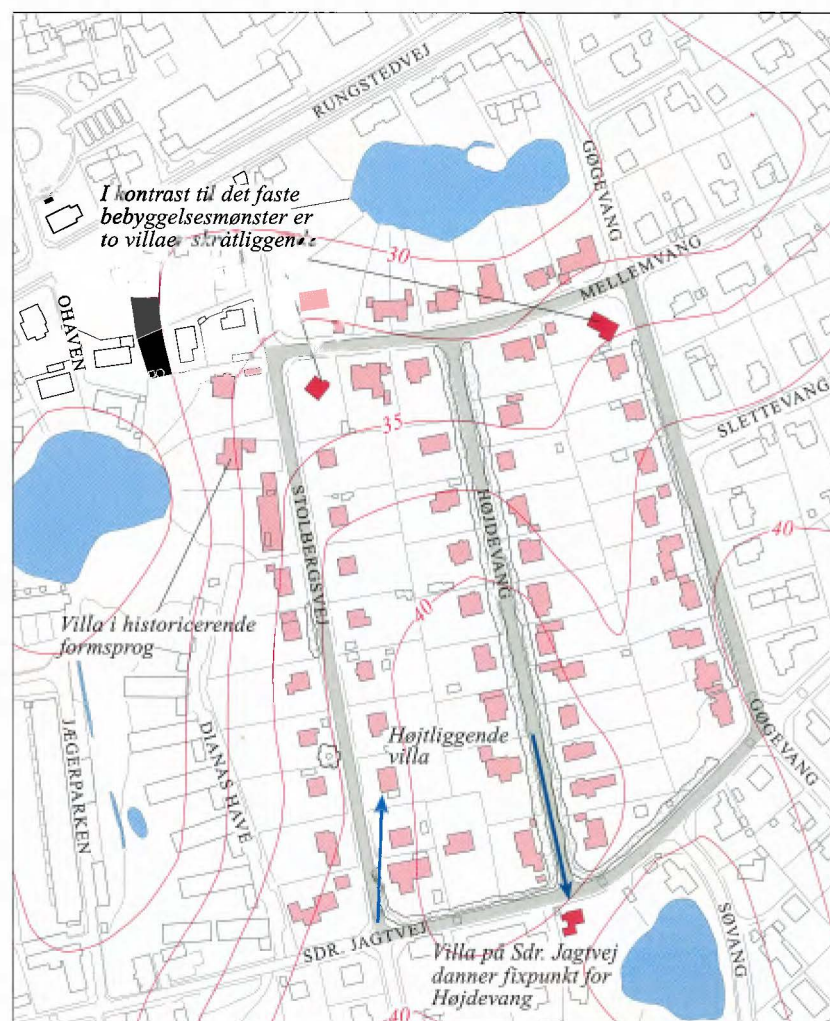 RUNGSTEDVEJ
GØGEVANG
I kontrast til det faste
bebyggelsesmønster er
to villaer skråtliggende
30
MELLEMVANG
OHAVEN
SLETTEVANG
35
STOLBERGSVEJ
HØJDEVANG
40
40
Villa i historicerende
formsprog
JÆGERPARKEN
DIANAS HAVE
Højtliggende
villa
GØGEVANG
SØVANG
SDR. JAGTVEJ
Villa på Sdr. Jagtvej
danner fixpunkt for
Højdevang
40